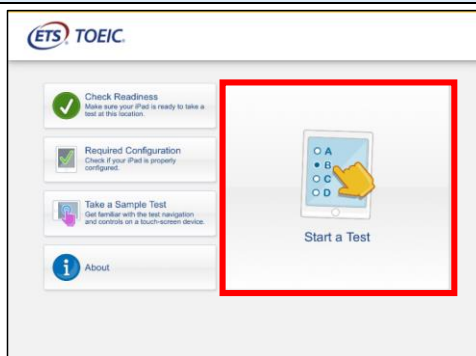 ETS TOEIC.
Check Readiness
Make sure your iPad is ready to take a
test at this location.
Required Configuration
Check if your iPad is properly
configured.
Take a Sample Test
Get familiar with the test navigation
and controls on a touch-screen device.
About
A
B
C
D
Start a Test